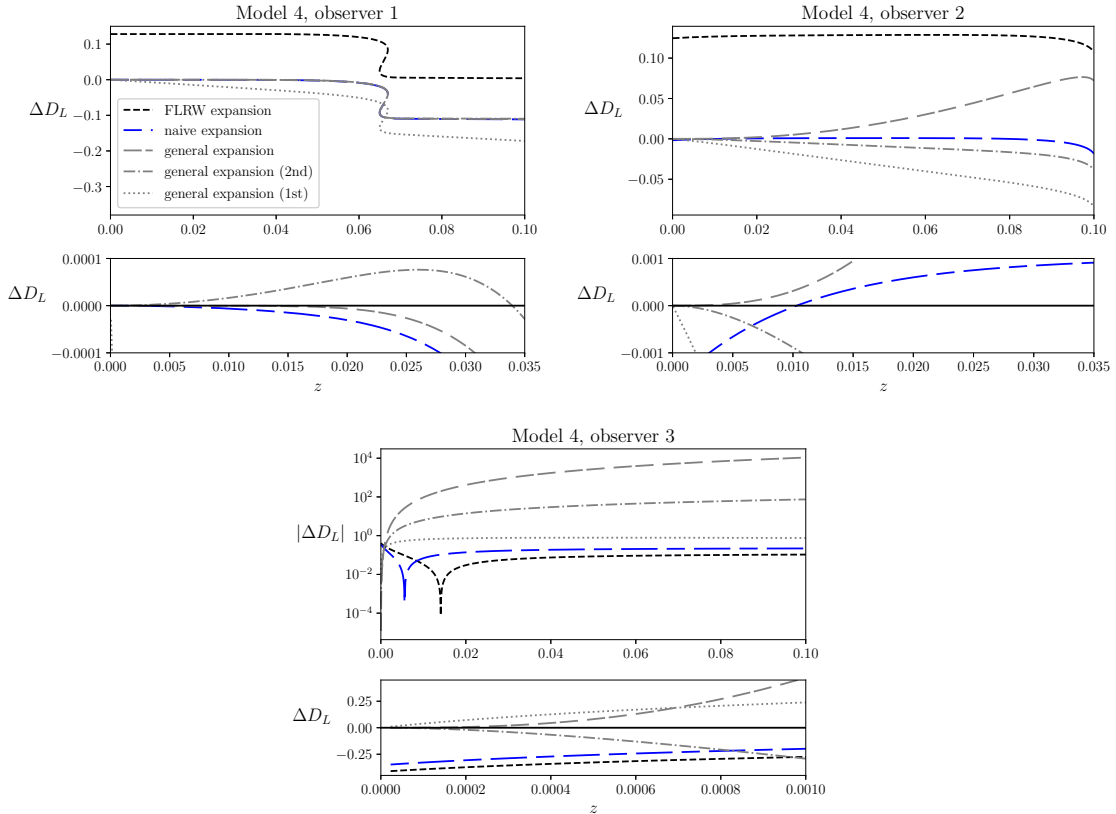 Model 4, observer 1
0.1
0.0
−0.1
−0.2
−0.3
ΔD_L
FLRW expansion
naive expansion
general expansion
general expansion (2nd)
general expansion (1st)
0.00 0.02 0.04 0.06 0.08 0.10
0.0001
0.0000
−0.0001
ΔD_L
0.000 0.005 0.010 0.015 0.020 0.025 0.030 0.035
z
Model 4, observer 2
0.10
0.05
0.00
−0.05
ΔD_L
0.00 0.02 0.04 0.06 0.08 0.10
0.001
0.000
−0.001
ΔD_L
0.000 0.005 0.010 0.015 0.020 0.025 0.030 0.035
z
Model 4, observer 3
10^4
10^2
10^0
10^−2
10^−4
|ΔD_L|
0.00 0.02 0.04 0.06 0.08 0.10
0.25
0.00
−0.25
ΔD_L
0.0000 0.0002 0.0004 0.0006 0.0008 0.0010
z